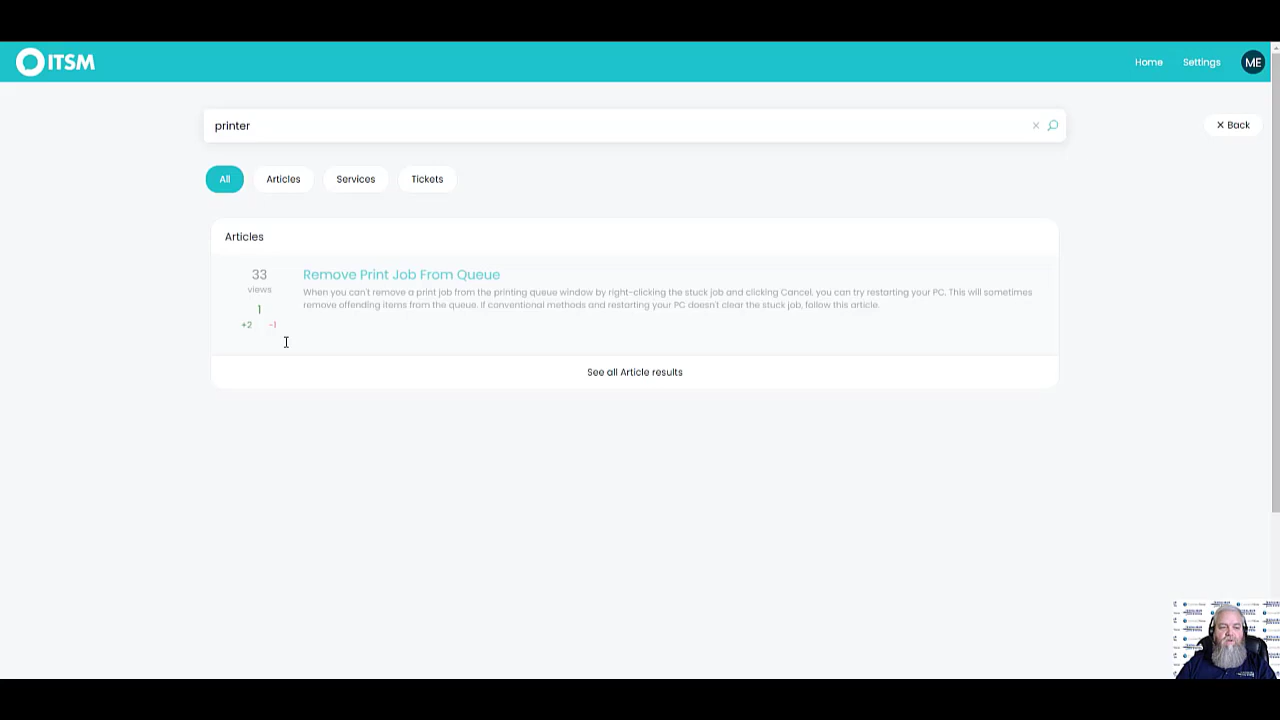 ITSM
Home Settings ME
printer
× Back
All Articles Services Tickets
Articles
33
views
1
+2 -1
Remove Print Job From Queue
When you can't remove a print job from the printing queue window by right-clicking the stuck job and clicking Cancel, you can try restarting your PC. This will sometimes
remove offending items from the queue. If conventional methods and restarting your PC doesn't clear the stuck job, follow this article.
See all Article results